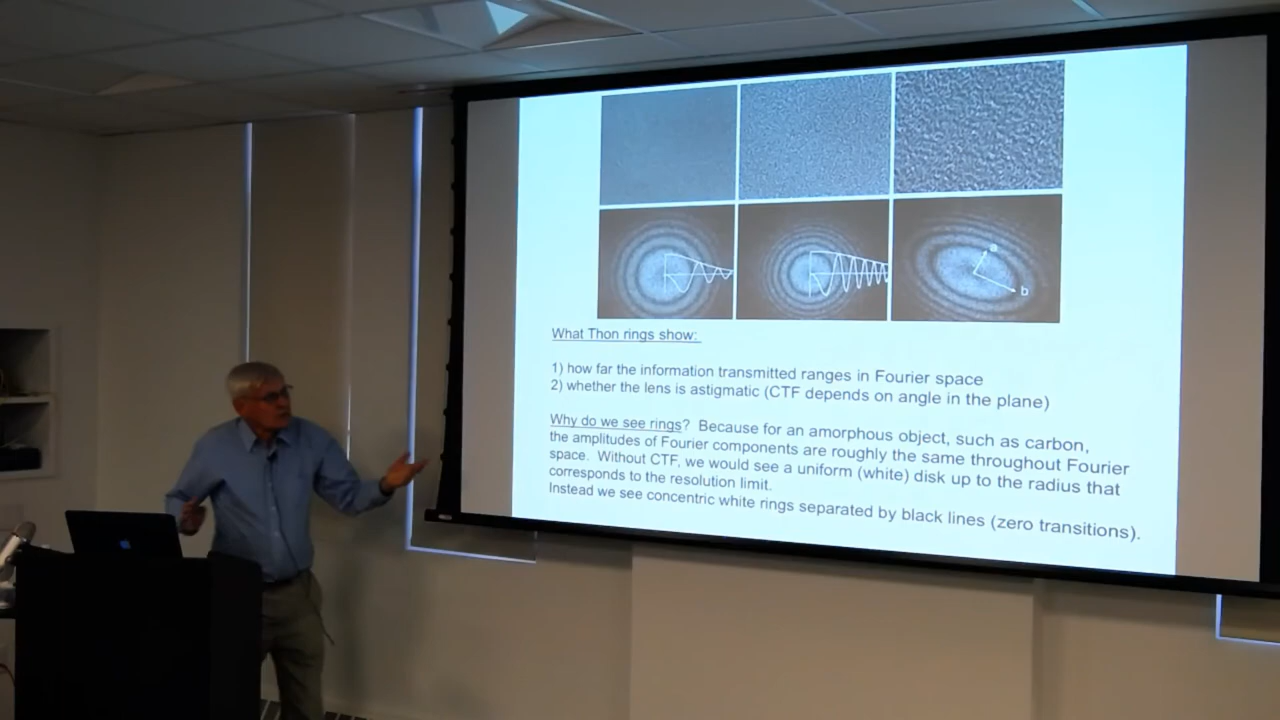 a
b
What Thon rings show:
1) how far the information transmitted ranges in Fourier space
2) whether the lens is astigmatic (CTF depends on angle in the plane)
Why do we see rings? Because for an amorphous object, such as carbon,
the amplitudes of Fourier components are roughly the same throughout Fourier
space. Without CTF, we would see a uniform (white) disk up to the radius that
corresponds to the resolution limit.
Instead we see concentric white rings separated by black lines (zero transitions).